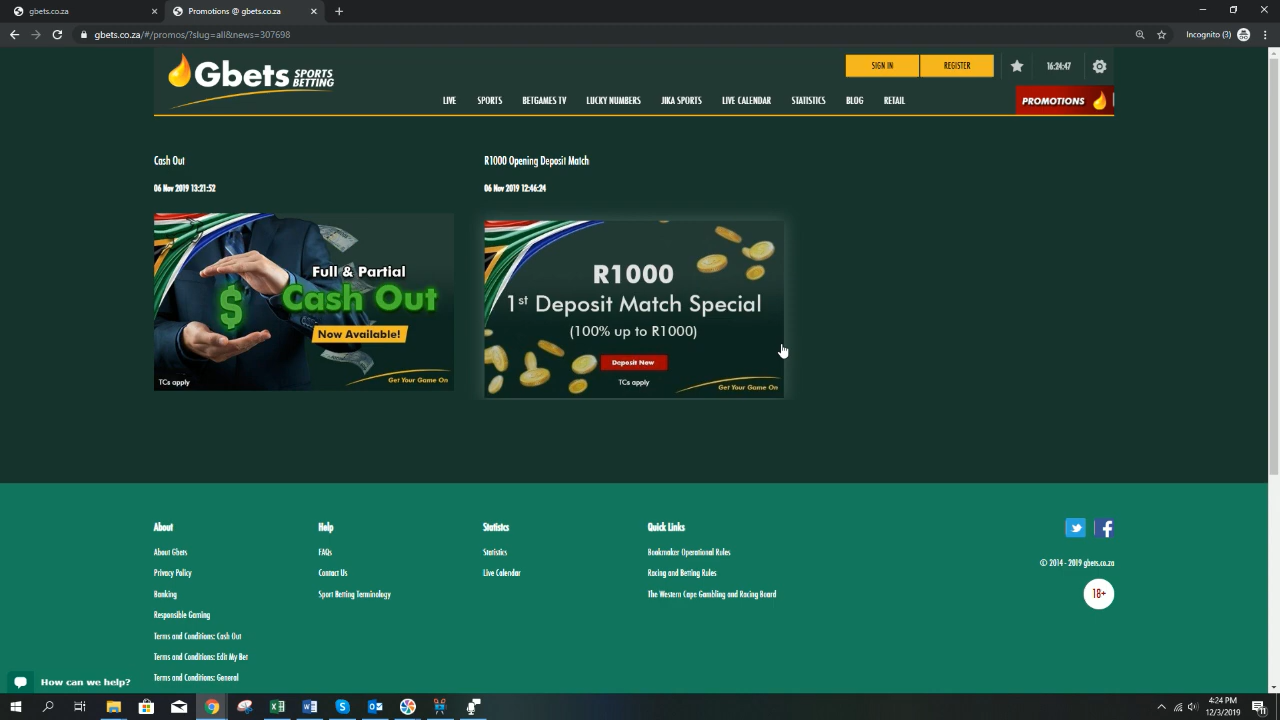 gbets.co.za
gbets.co.za
gbets.co.za/#/promos/?slug=all&news=307698
Incognito (3)
Gbets SPORTS BETTING
SIGN IN
REGISTER
16:24:47
LIVE
SPORTS
BETGAMES TV
LUCKY NUMBERS
JIKA SPORTS
LIVE CALENDAR
STATISTICS
BLOG
RETAIL
PROMOTIONS
Cash Out
06 Nov 2019 13:21:52
Full & Partial
Cash Out
Now Available!
TCs apply
Get Your Game On
R1000 Opening Deposit Match
06 Nov 2019 12:46:24
R1000
1st Deposit Match Special
(100% up to R1000)
Deposit Now
TCs apply
Get Your Game On
About
About Gbets
Privacy Policy
Banking
Responsible Gaming
Terms and Conditions: Cash Out
Terms and Conditions: Edit My Bet
Terms and Conditions: General
Help
FAQs
Contact Us
Sport Betting Terminology
Statistcs
Statistics
Live Calendar
Quick Links
Bookmaker Operational Rules
Racing and Betting Rules
The Western Cape Gambling and Racing Board
© 2014 - 2019 gbets.co.za
18+
How can we help?
4:24 PM
12/3/2019